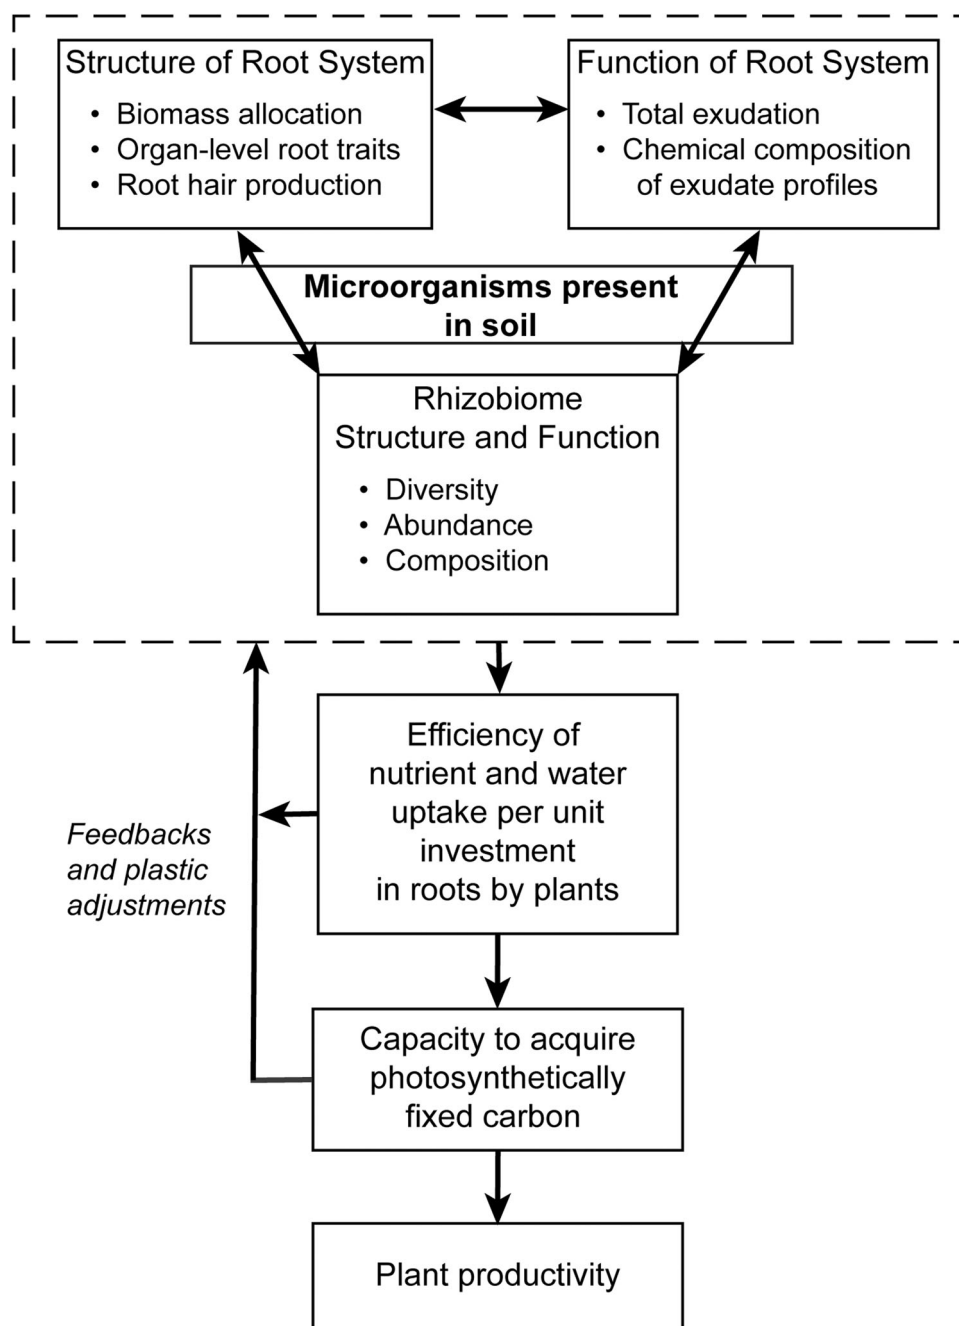 Structure of Root System
• Biomass allocation
• Organ-level root traits
• Root hair production
Function of Root System
• Total exudation
• Chemical composition
of exudate profiles
Microorganisms present
in soil
Rhizobiome
Structure and Function
• Diversity
• Abundance
• Composition
Efficiency of
nutrient and water
uptake per unit
investment
in roots by plants
Feedbacks
and plastic
adjustments
Capacity to acquire
photosynthetically
fixed carbon
Plant productivity